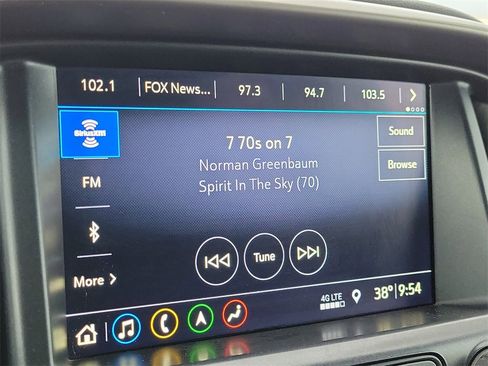 102.1 FOX News... 97.3 94.7 103.5
SiriusXM
7 70s on 7
Norman Greenbaum
Spirit In The Sky (70)
Sound
Browse
FM
More
Tune
4G LTE
38° 9:54